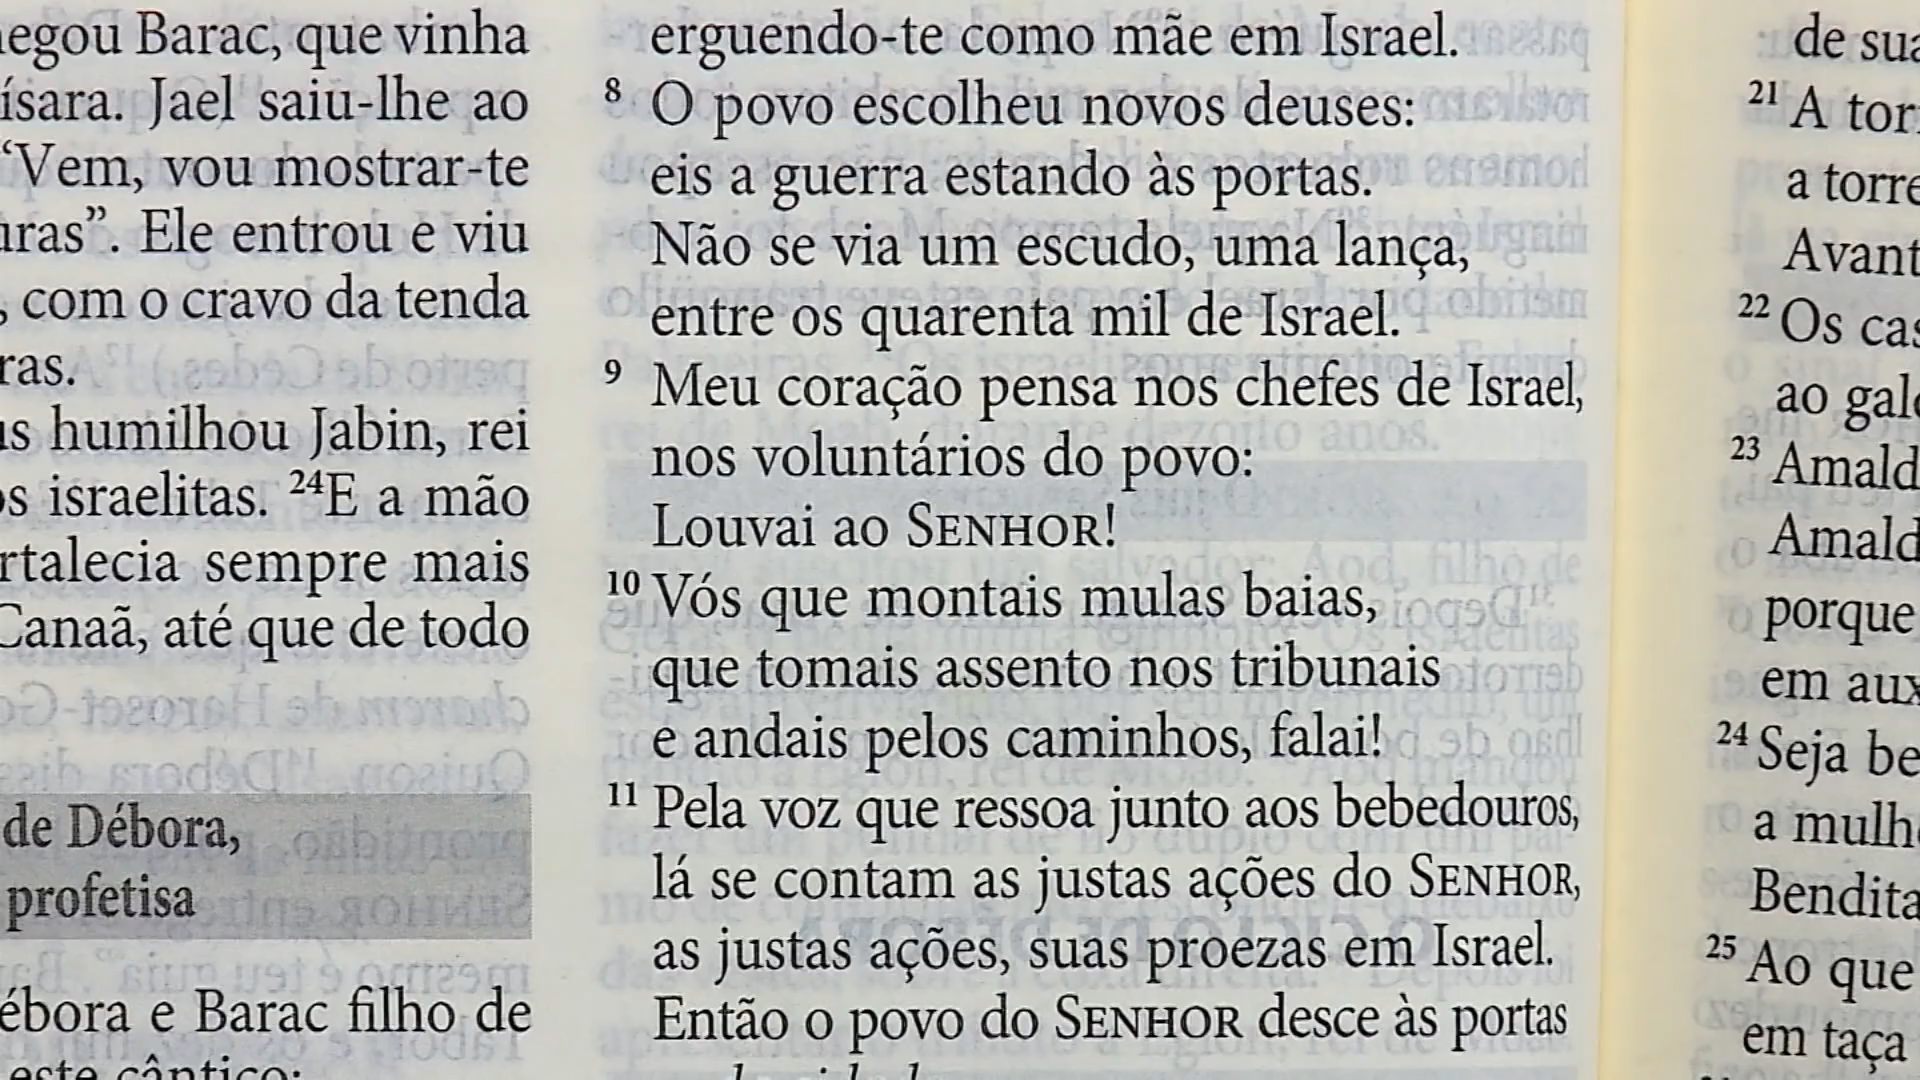 egou Barac, que vinha
ísara. Jael saiu-lhe ao
“Vem, vou mostrar-te
uras”. Ele entrou e viu
, com o cravo da tenda
ras.
us humilhou Jabin, rei
os israelitas. ²⁴E a mão
rtalecia sempre mais
Canaã, até que de todo
de Débora,
profetisa
ébora e Barac filho de
este cântico:
erguendo-te como mãe em Israel.
⁸ O povo escolheu novos deuses:
eis a guerra estando às portas.
Não se via um escudo, uma lança,
entre os quarenta mil de Israel.
⁹ Meu coração pensa nos chefes de Israel,
nos voluntários do povo:
Louvai ao SENHOR!
¹⁰ Vós que montais mulas baias,
que tomais assento nos tribunais
e andais pelos caminhos, falai!
¹¹ Pela voz que ressoa junto aos bebedouros,
lá se contam as justas ações do SENHOR,
as justas ações, suas proezas em Israel.
Então o povo do SENHOR desce às portas
de sua
²¹ A tor
a torre
Avant
²² Os cas
ao gal
²³ Amald
Amald
porque
em aux
²⁴ Seja be
a mulh
Bendita
²⁵ Ao que
em taça